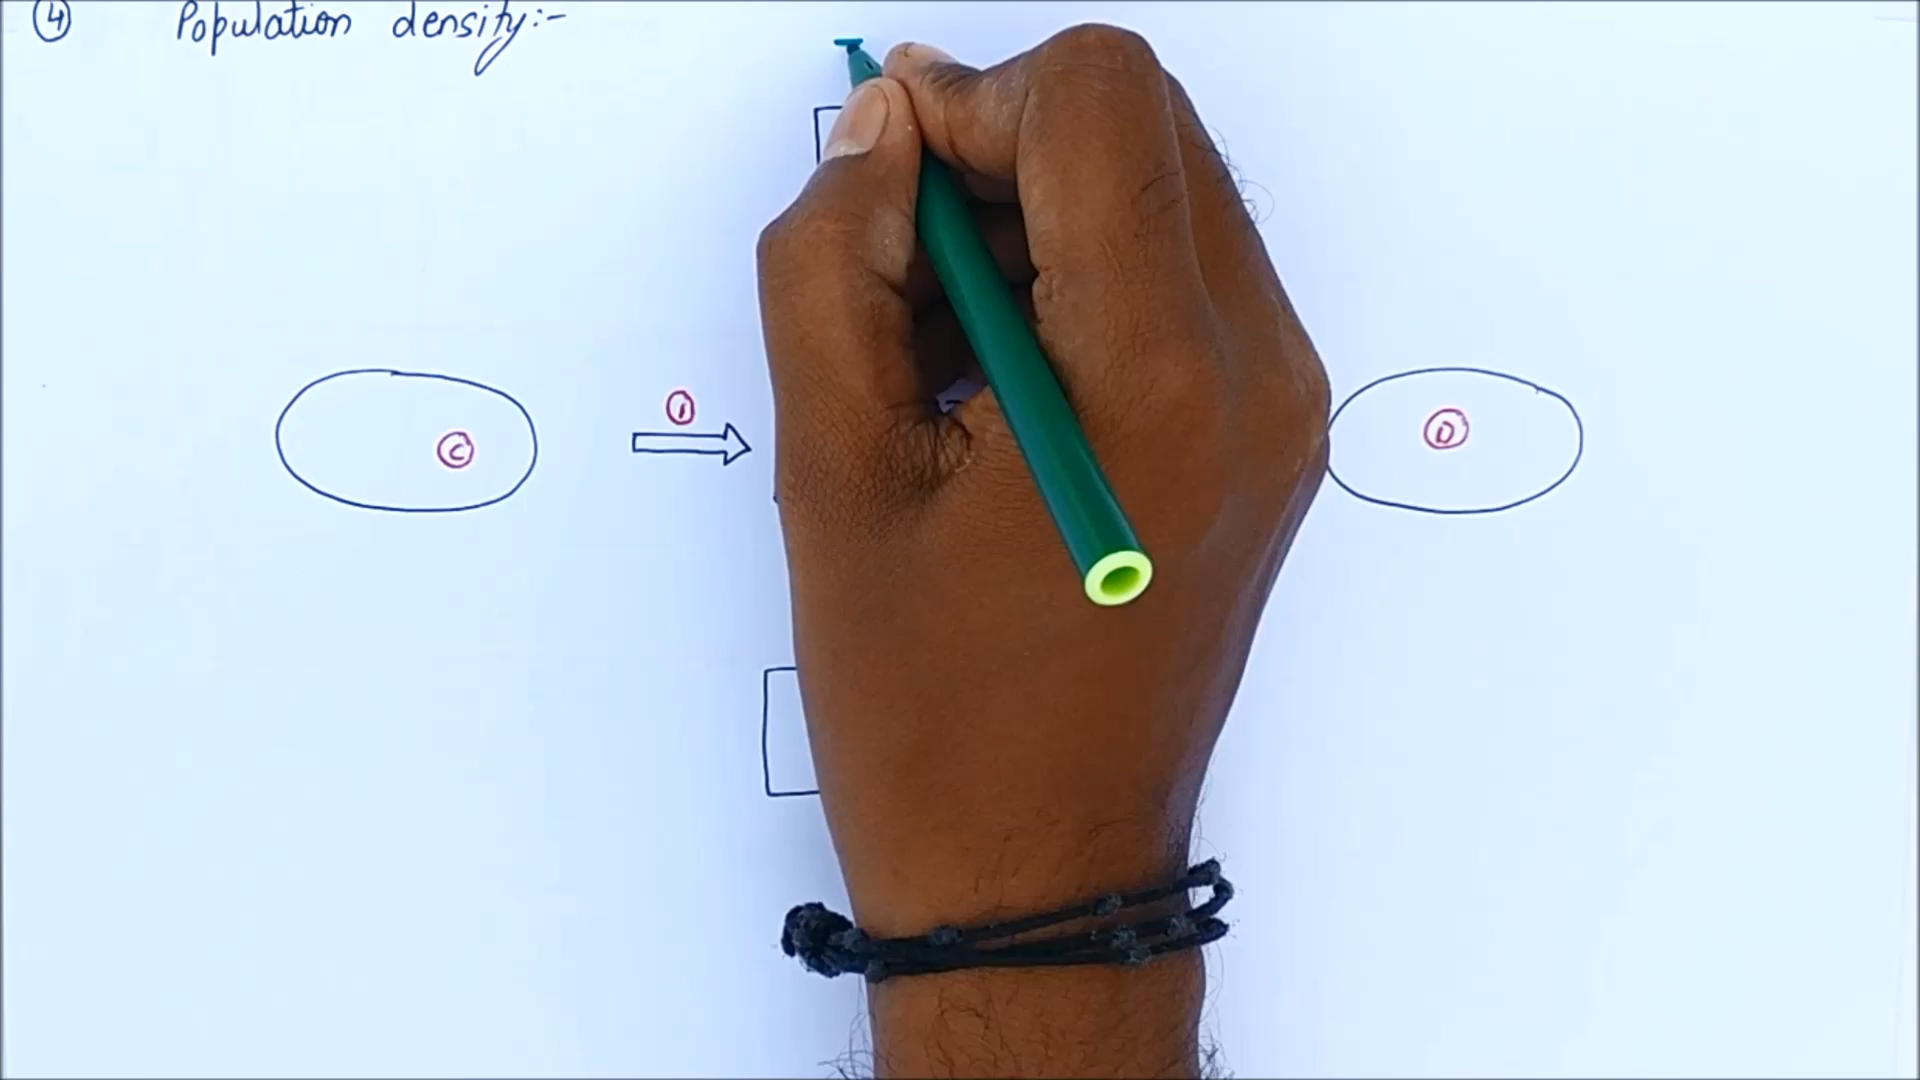 ④ Population density:-
①
Ⓒ
Ⓓ